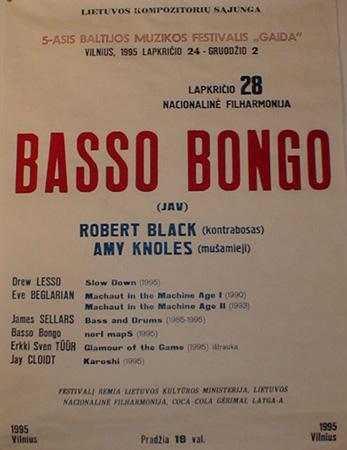 LIETUVOS KOMPOZITORIŲ SĄJUNGA
5-ASIS BALTIJOS MUZIKOS FESTIVALIS „GAIDA"
VILNIUS, 1995 LAPKRIČIO 24 - GRUODŽIO 2
LAPKRIČIO 28
NACIONALINĖ FILHARMONIJA
BASSO BONGO
(JAV)
ROBERT BLACK (kontrabosas)
AMY KNOLES (mušamieji)
Drew LESSO Slow Down (1995)
Eve BEGLARIAN Machaut in the Machine Age I (1990)
Machaut in the Machine Age II (1993)
James SELLARS Bass and Drums (1985-1995)
Basso Bongo norI mapS (1995)
Erkki Sven TÜÜR Glamour of the Game (1995) ištrauka
Jay CLOIDT Karoshi (1995)
FESTIVALĮ REMIA LIETUVOS KULTŪROS MINISTERIJA, LIETUVOS
NACIONALINĖ FILHARMONIJA, COCA-COLA GĖRIMAI, LATGA-A
1995
Vilnius
Pradžia 18 val.
1995
Vilnius